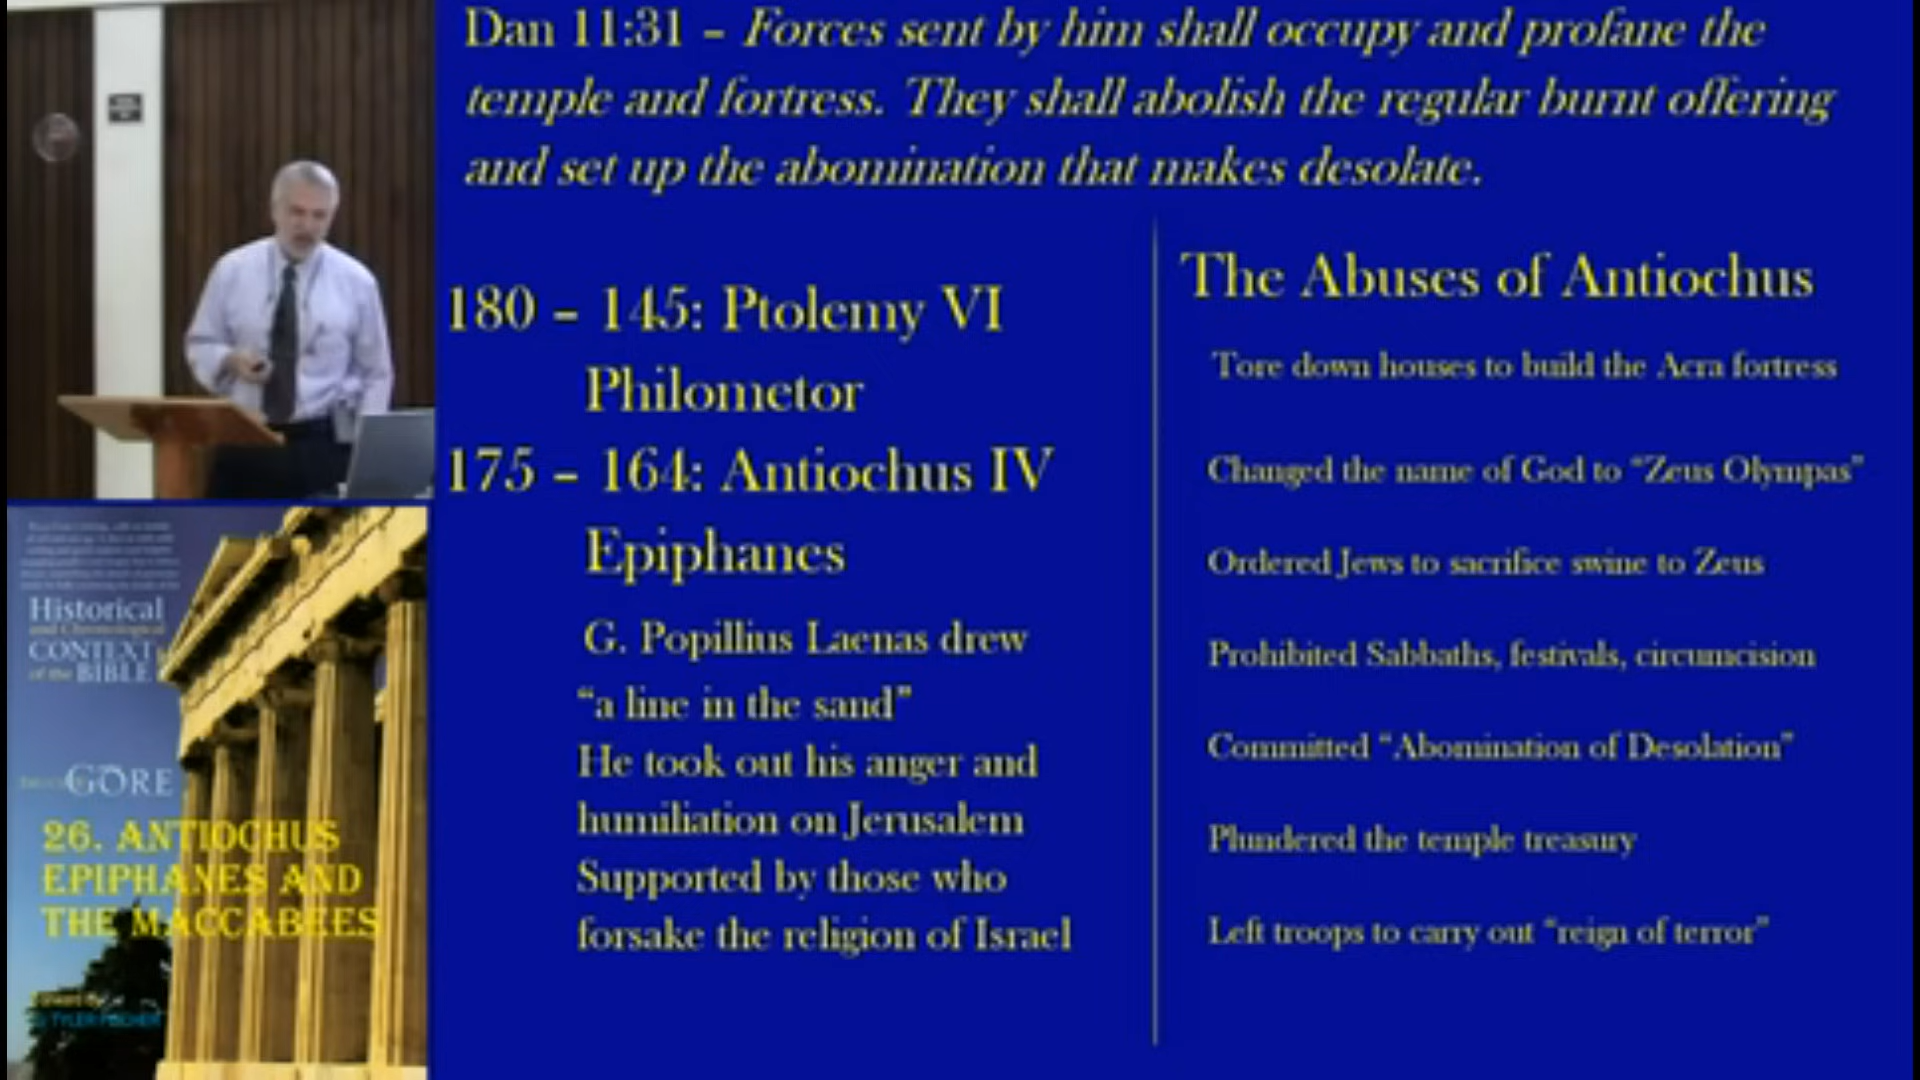 Dan 11:31 – Forces sent by him shall occupy and profane the
temple and fortress. They shall abolish the regular burnt offering
and set up the abomination that makes desolate.
180 – 145: Ptolemy VI
Philometor
175 – 164: Antiochus IV
Epiphanes
G. Popillius Laenas drew
“a line in the sand”
He took out his anger and
humiliation on Jerusalem
Supported by those who
forsake the religion of Israel
The Abuses of Antiochus
Tore down houses to build the Acra fortress
Changed the name of God to “Zeus Olympas”
Ordered Jews to sacrifice swine to Zeus
Prohibited Sabbaths, festivals, circumcision
Committed “Abomination of Desolation”
Plundered the temple treasury
Left troops to carry out “reign of terror”
Historical
and Chronological
CONTEXT
of the BIBLE
GORE
26. ANTIOCHUS
EPIPHANES AND
THE MACCABEES